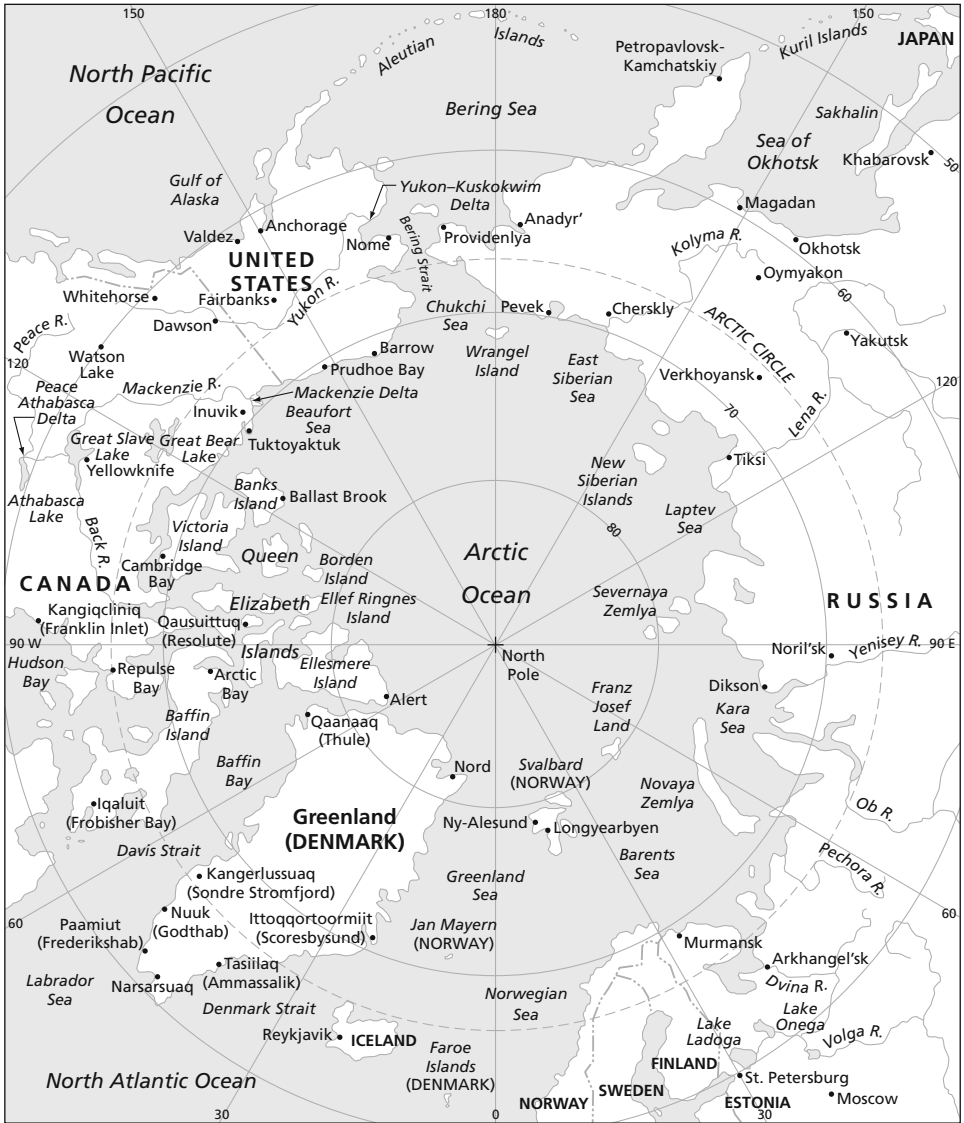 150
180
150
Aleutian
Islands
Kuril Islands
JAPAN
Petropavlovsk-
Kamchatskiy
North Pacific
Ocean
Bering Sea
Sakhalin
Sea of
Okhotsk
Khabarovsk
50
Gulf of
Alaska
Yukon–Kuskokwim
Delta
Magadan
Anchorage
Valdez
Nome
Bering Strait
Providenlya
Anadyr’
Kolyma R.
Okhotsk
UNITED
STATES
Oymyakon
Whitehorse
Fairbanks
Yukon R.
Chukchi
Sea
Pevek
Cherskly
ARCTIC CIRCLE
60
Peace R.
Dawson
Yakutsk
Watson
Lake
Barrow
Wrangel
Island
East
Siberian
Sea
120
Prudhoe Bay
Verkhoyansk
120
Peace
Athabasca
Delta
Mackenzie R.
Mackenzie Delta
Inuvik
Beaufort
Sea
70
Lena R.
Tuktoyaktuk
Great Slave
Lake
Great Bear
Lake
Yellowknife
Tiksi
New
Siberian
Islands
Athabasca
Lake
Banks
Island
Ballast Brook
Laptev
Sea
Back R.
Victoria
Island
80
Queen
Arctic
Ocean
Cambridge
Bay
Borden
Island
CANADA
Elizabeth
Ellef Ringnes
Island
Severnaya
Zemlya
RUSSIA
Kangiqcliniq
(Franklin Inlet)
Qausuittuq
(Resolute)
90 W
Islands
North
Pole
Noril’sk
Yenisey R.
90 E
Hudson
Bay
Repulse
Bay
Arctic
Bay
Ellesmere
Island
Alert
Franz
Josef
Land
Dikson
Kara
Sea
Baffin
Island
Qaanaaq
(Thule)
Baffin
Bay
Nord
Svalbard
(NORWAY)
Novaya
Zemlya
Iqaluit
(Frobisher Bay)
Greenland
(DENMARK)
Ny-Alesund
Longyearbyen
Ob R.
Davis Strait
Barents
Sea
Pechora R.
Kangerlussuaq
(Sondre Stromfjord)
Greenland
Sea
60
Nuuk
(Godthab)
Ittoqqortoormijt
(Scoresbysund)
Jan Mayern
(NORWAY)
60
Paamiut
(Frederikshab)
Murmansk
Arkhangel’sk
Labrador
Sea
Narsarsuaq
Tasiilaq
(Ammassalik)
Dvina R.
Denmark Strait
Norwegian
Sea
Lake
Onega
Reykjavik
ICELAND
Lake
Ladoga
Volga R.
Faroe
Islands
(DENMARK)
FINLAND
North Atlantic Ocean
St. Petersburg
SWEDEN
Moscow
NORWAY
ESTONIA
30
0
30